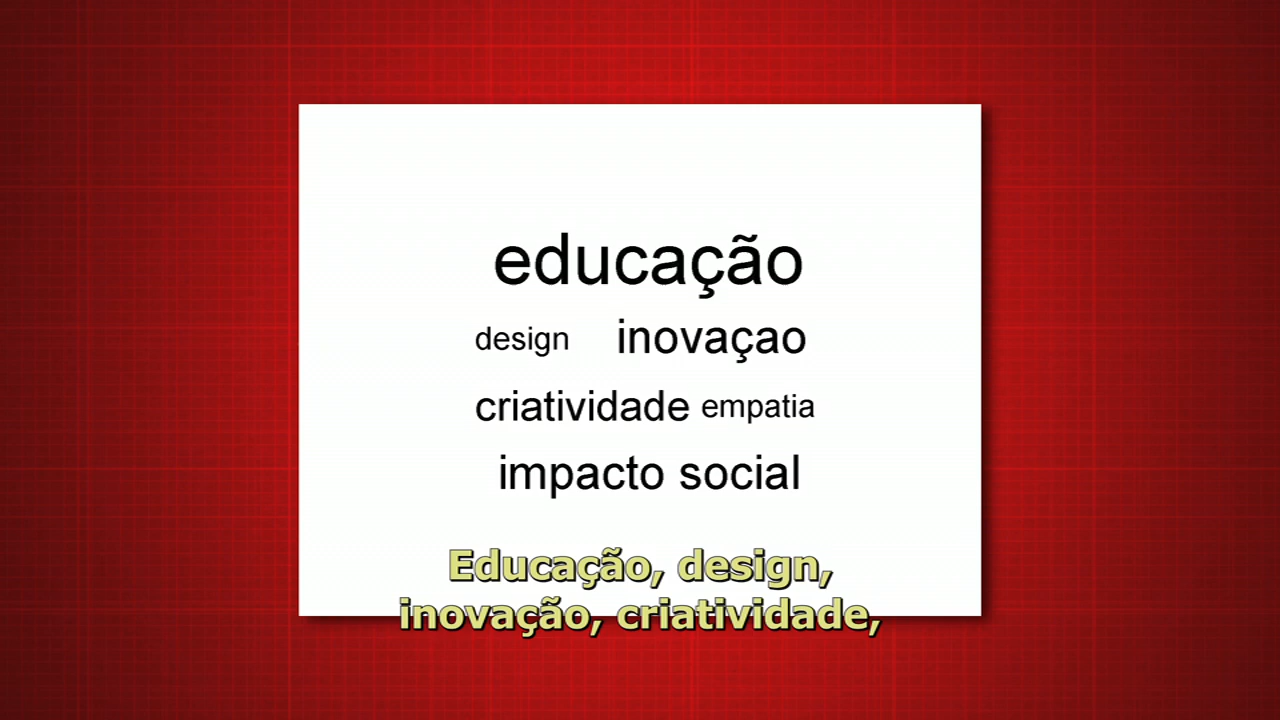 educação
design inovaçao
criatividade empatia
impacto social
Educação, design,
inovação, criatividade,